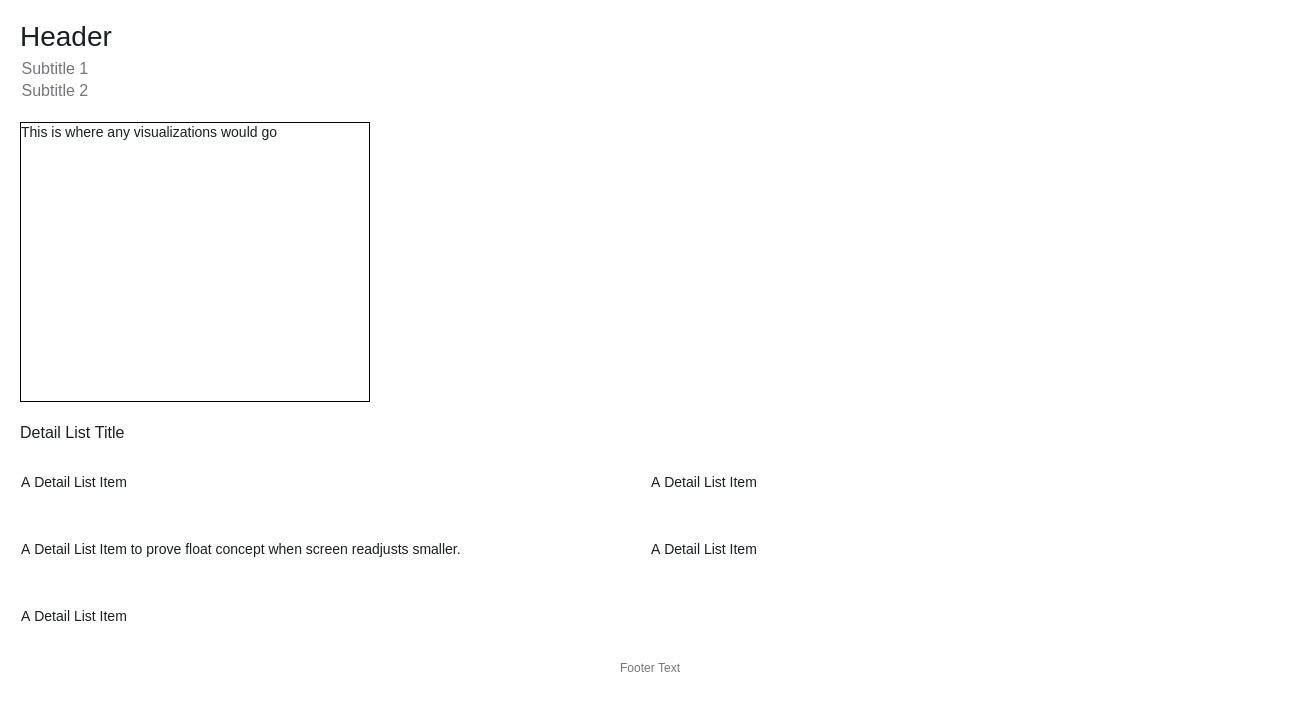 Header
Subtitle 1
Subtitle 2
This is where any visualizations would go
Detail List Title
A Detail List Item
A Detail List Item
A Detail List Item to prove float concept when screen readjusts smaller.
A Detail List Item
A Detail List Item
Footer Text